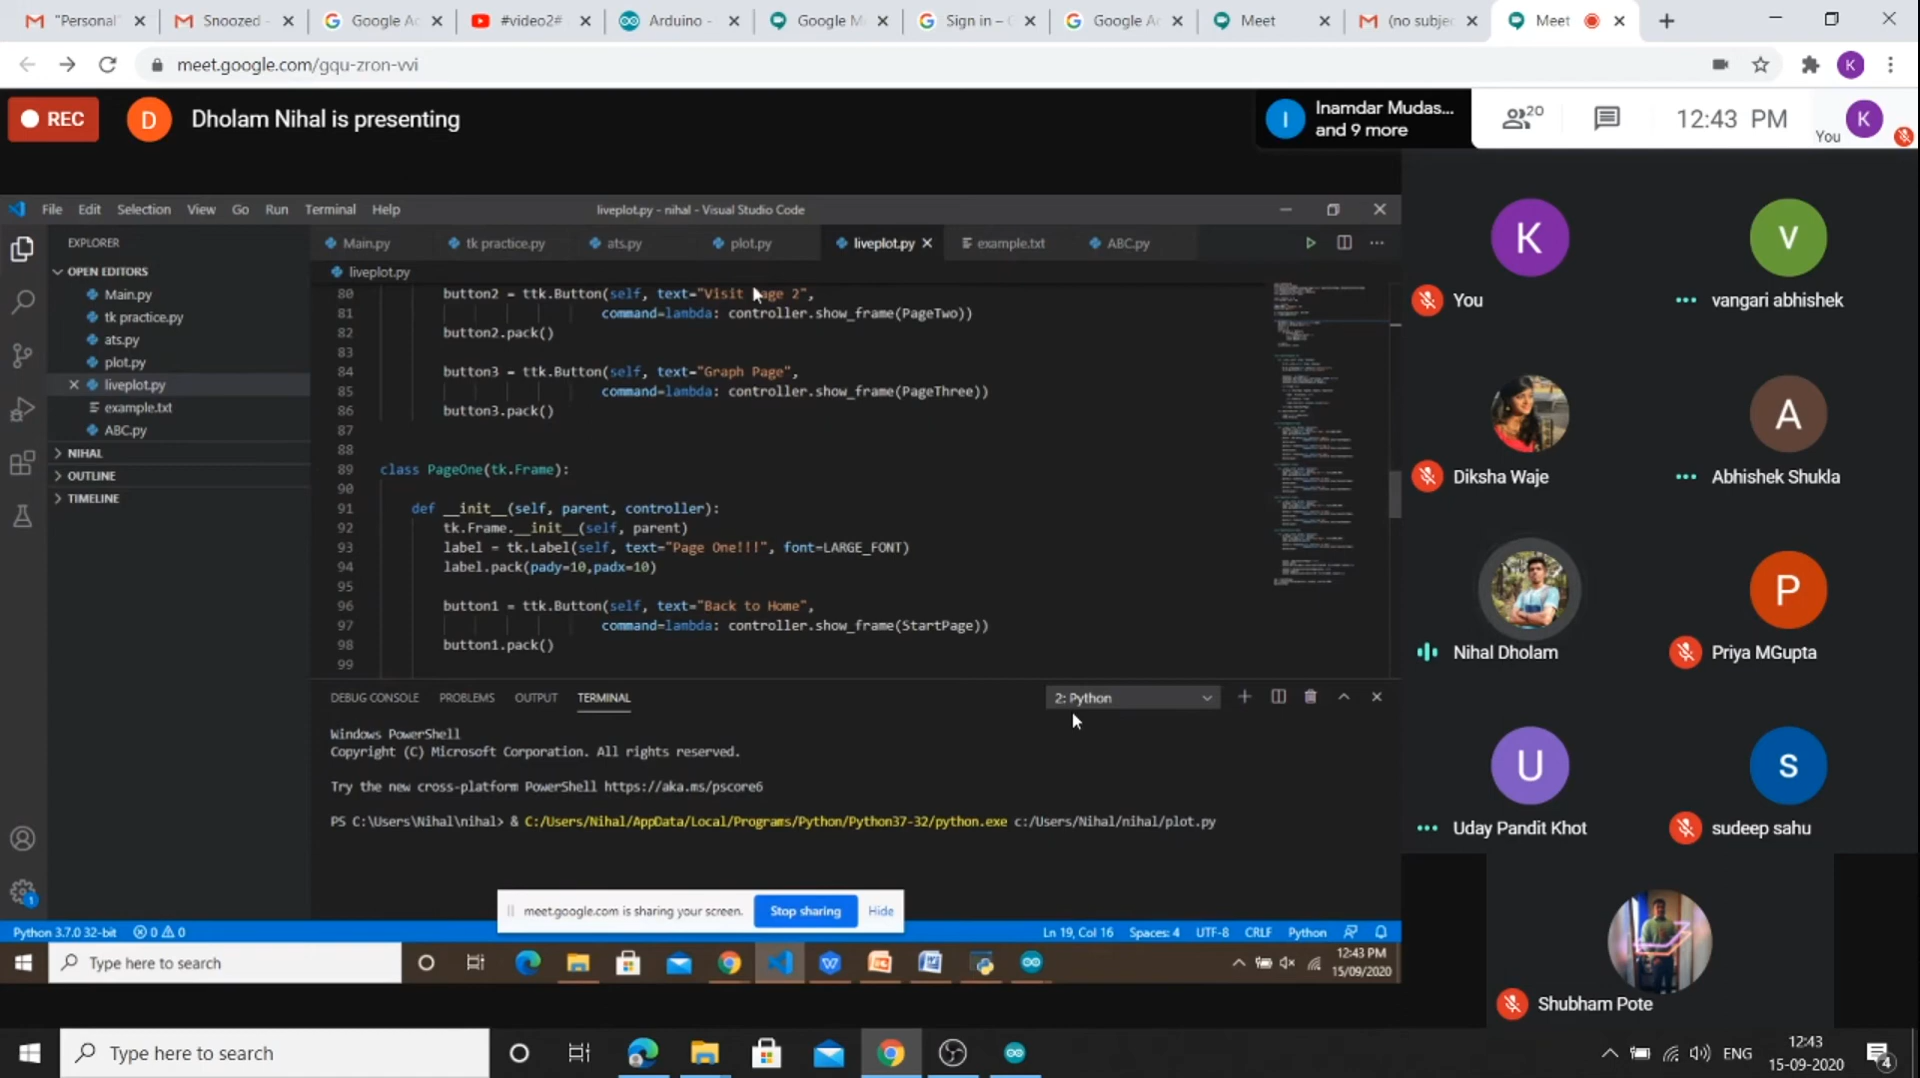 "Personal"
Snoozed -
Google Ac
#video2#
Arduino -
Google M
Sign in – G
Google Ac
Meet
(no subje
Meet
meet.google.com/gqu-zron-vvi
K
REC
D
Dholam Nihal is presenting
I
Inamdar Mudas...
and 9 more
20
12:43 PM
You
K
File Edit Selection View Go Run Terminal Help
liveplot.py - nihal - Visual Studio Code
EXPLORER
OPEN EDITORS
Main.py
tk practice.py
ats.py
plot.py
liveplot.py
example.txt
ABC.py
NIHAL
OUTLINE
TIMELINE
Main.py
tk practice.py
ats.py
plot.py
liveplot.py
example.txt
ABC.py
liveplot.py
80 button2 = ttk.Button(self, text="Visit Page 2",
81 command=lambda: controller.show_frame(PageTwo))
82 button2.pack()
83
84 button3 = ttk.Button(self, text="Graph Page",
85 command=lambda: controller.show_frame(PageThree))
86 button3.pack()
87
88
89 class PageOne(tk.Frame):
90
91 def __init__(self, parent, controller):
92 tk.Frame.__init__(self, parent)
93 label = tk.Label(self, text="Page One!!!", font=LARGE_FONT)
94 label.pack(pady=10,padx=10)
95
96 button1 = ttk.Button(self, text="Back to Home",
97 command=lambda: controller.show_frame(StartPage))
98 button1.pack()
99
DEBUG CONSOLE PROBLEMS OUTPUT TERMINAL
2: Python
Windows PowerShell
Copyright (C) Microsoft Corporation. All rights reserved.
Try the new cross-platform PowerShell https://aka.ms/pscore6
PS C:\Users\Nihal\nihal> & C:/Users/Nihal/AppData/Local/Programs/Python/Python37-32/python.exe c:/Users/Nihal/nihal/plot.py
meet.google.com is sharing your screen.
Stop sharing
Hide
1
Python 3.7.0 32-bit 0 0
Ln 19, Col 16 Spaces: 4 UTF-8 CRLF Python
Type here to search
12:43 PM
15/09/2020
K
You
V
vangari abhishek
Diksha Waje
A
Abhishek Shukla
Nihal Dholam
P
Priya MGupta
U
Uday Pandit Khot
S
sudeep sahu
Shubham Pote
Type here to search
ENG
12:43
15-09-2020
4